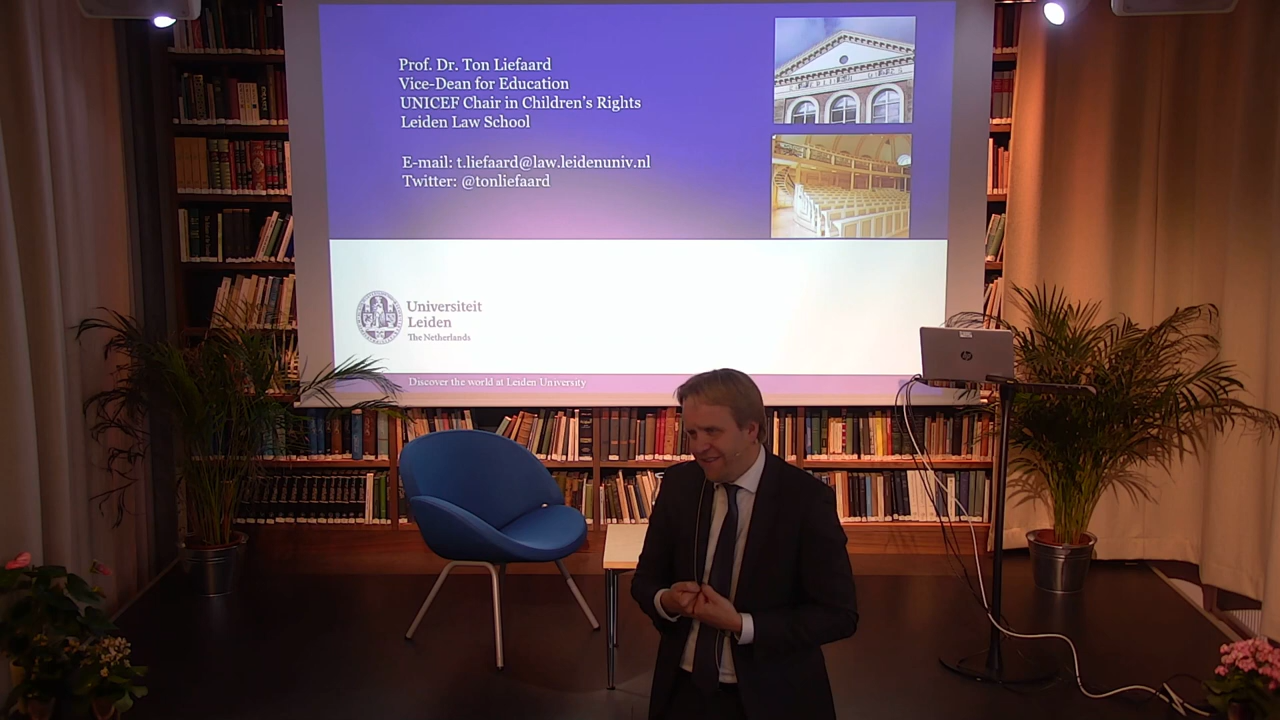 Prof. Dr. Ton Liefaard
Vice-Dean for Education
UNICEF Chair in Children's Rights
Leiden Law School
E-mail: t.liefaard@law.leidenuniv.nl
Twitter: @tonliefaard
Universiteit
Leiden
The Netherlands
Discover the world at Leiden University
hp